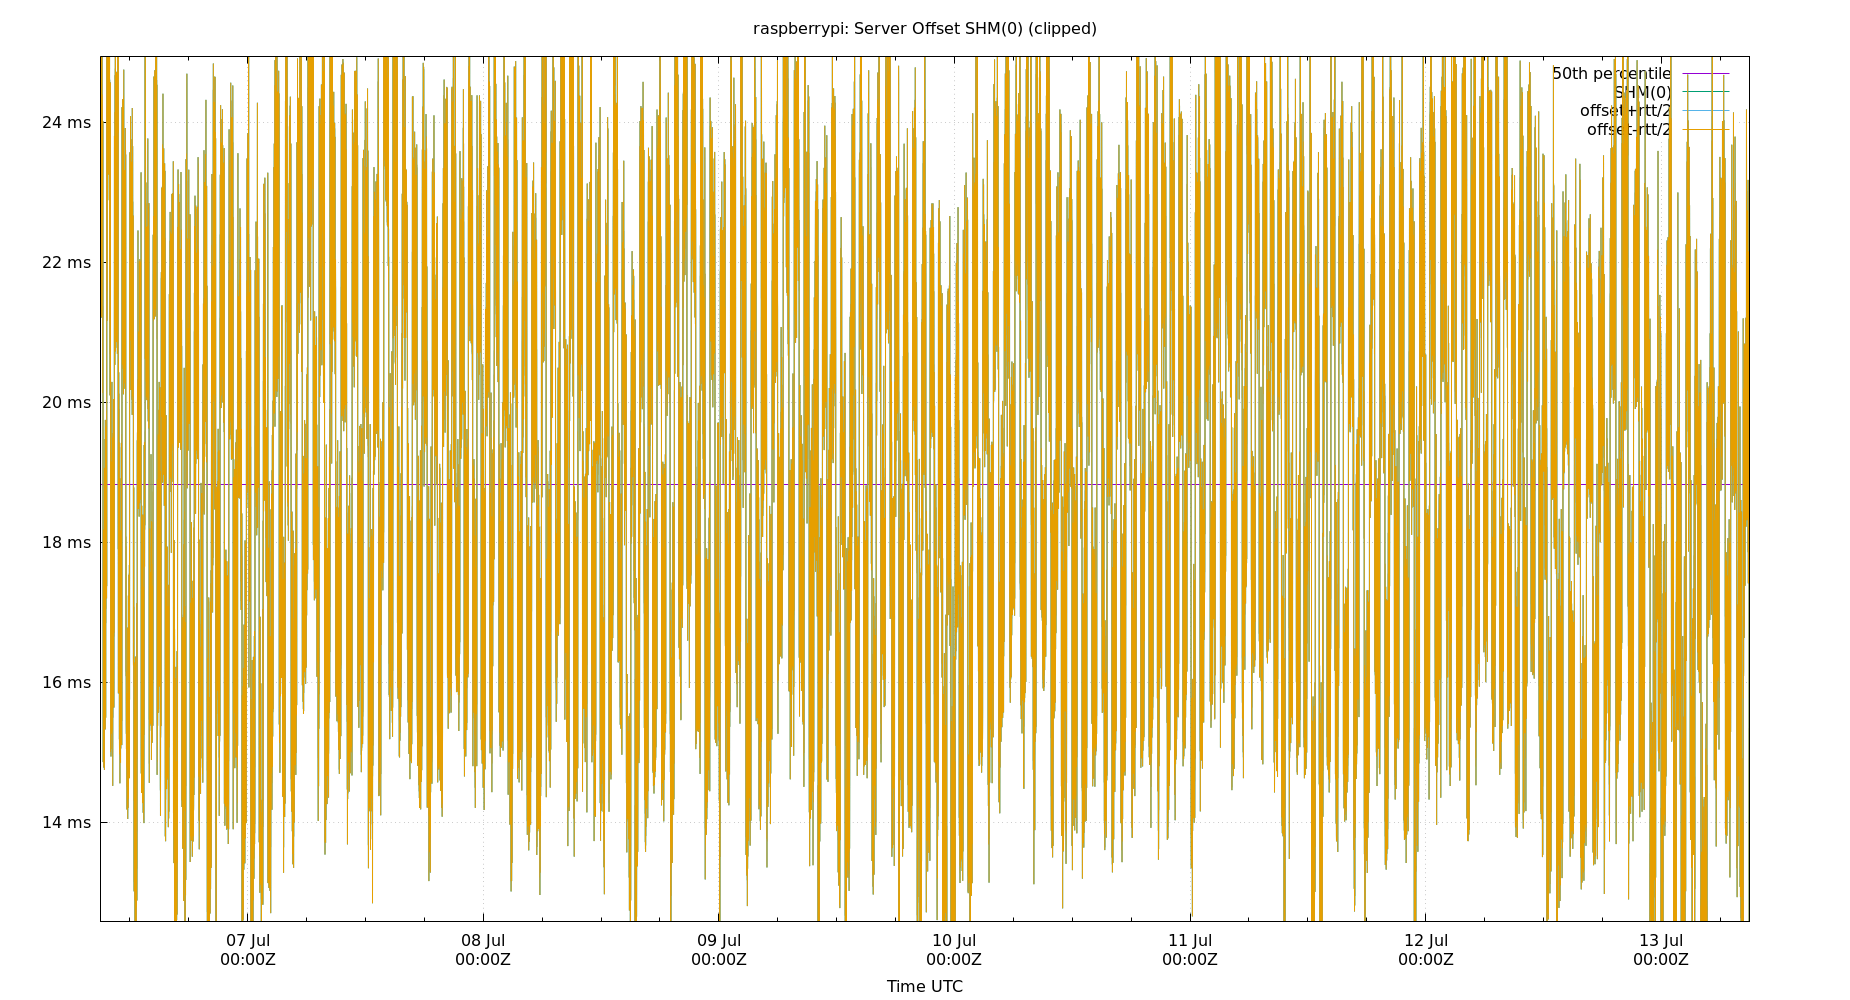 raspberrypi: Server Offset SHM(0) (clipped)
50th percentile
SHM(0)
offset+rtt/2
offset-rtt/2
24 ms
22 ms
20 ms
18 ms
16 ms
14 ms
07 Jul 08 Jul 09 Jul 10 Jul 11 Jul 12 Jul 13 Jul
00:00Z 00:00Z 00:00Z 00:00Z 00:00Z 00:00Z 00:00Z
Time UTC